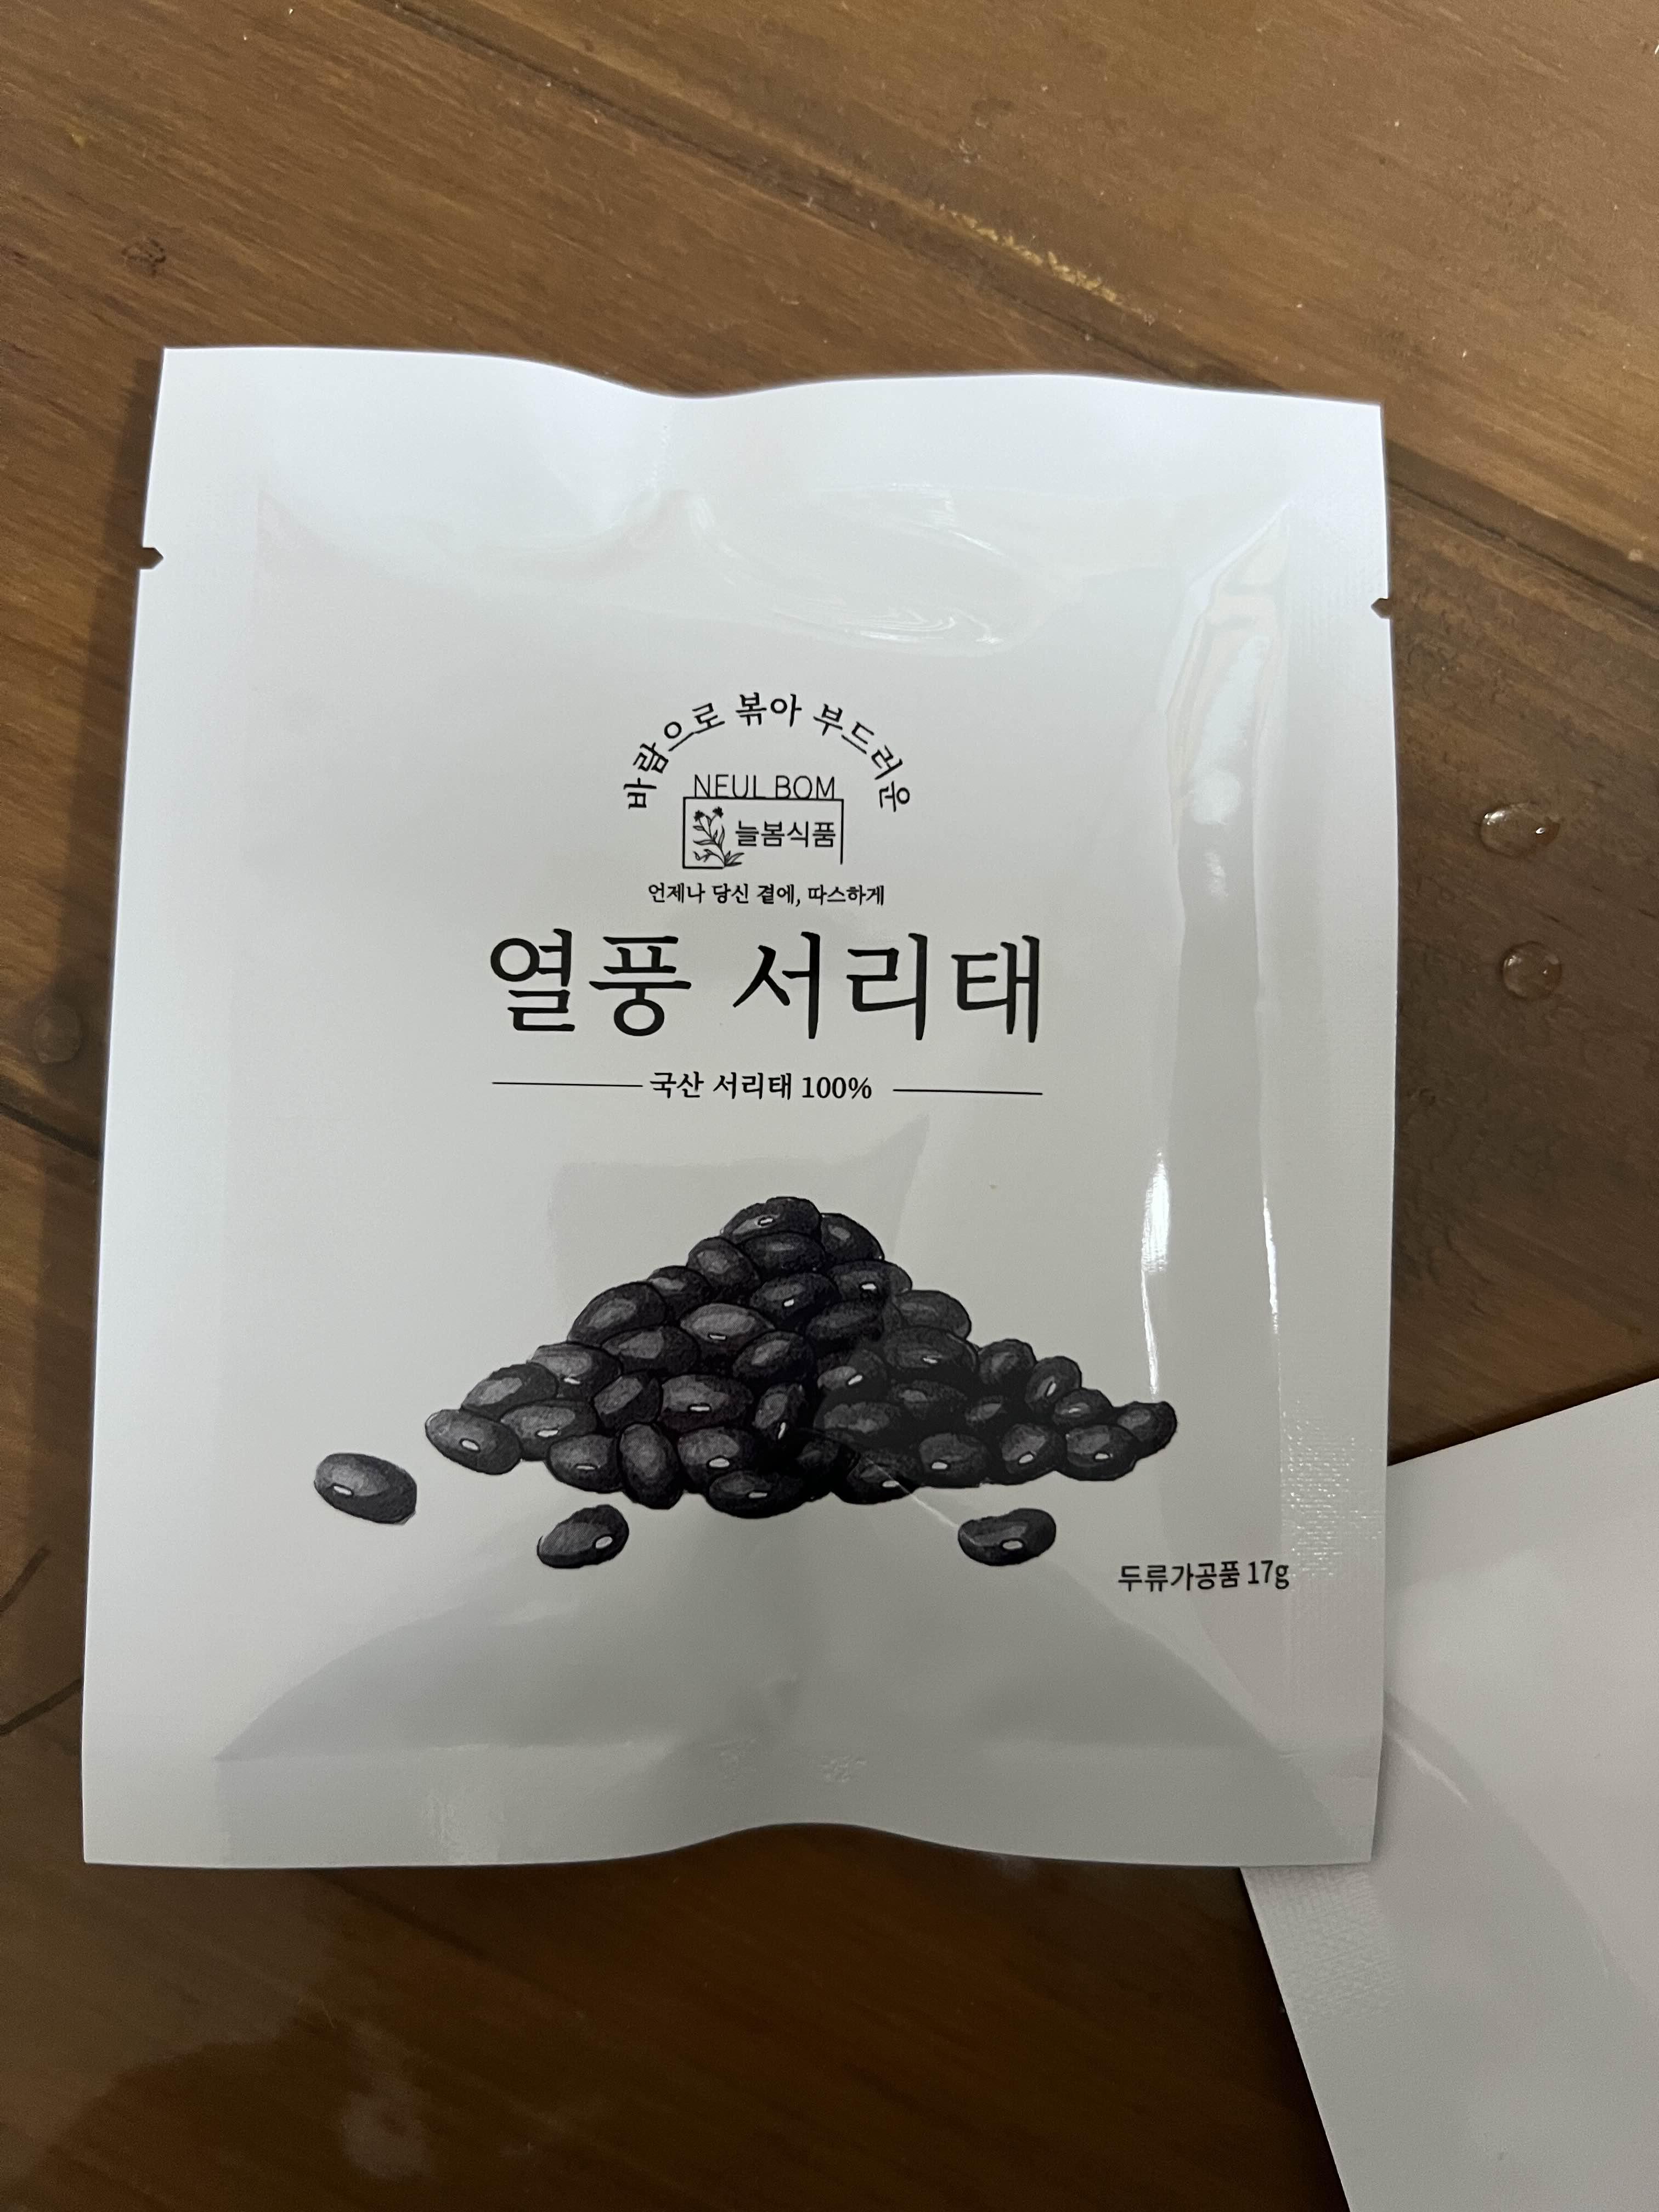 바람으로 볶아 부드러운
NEUL BOM
늘봄식품
언제나 당신 곁에, 따스하게
열풍 서리태
국산 서리태 100%
두류가공품 17g